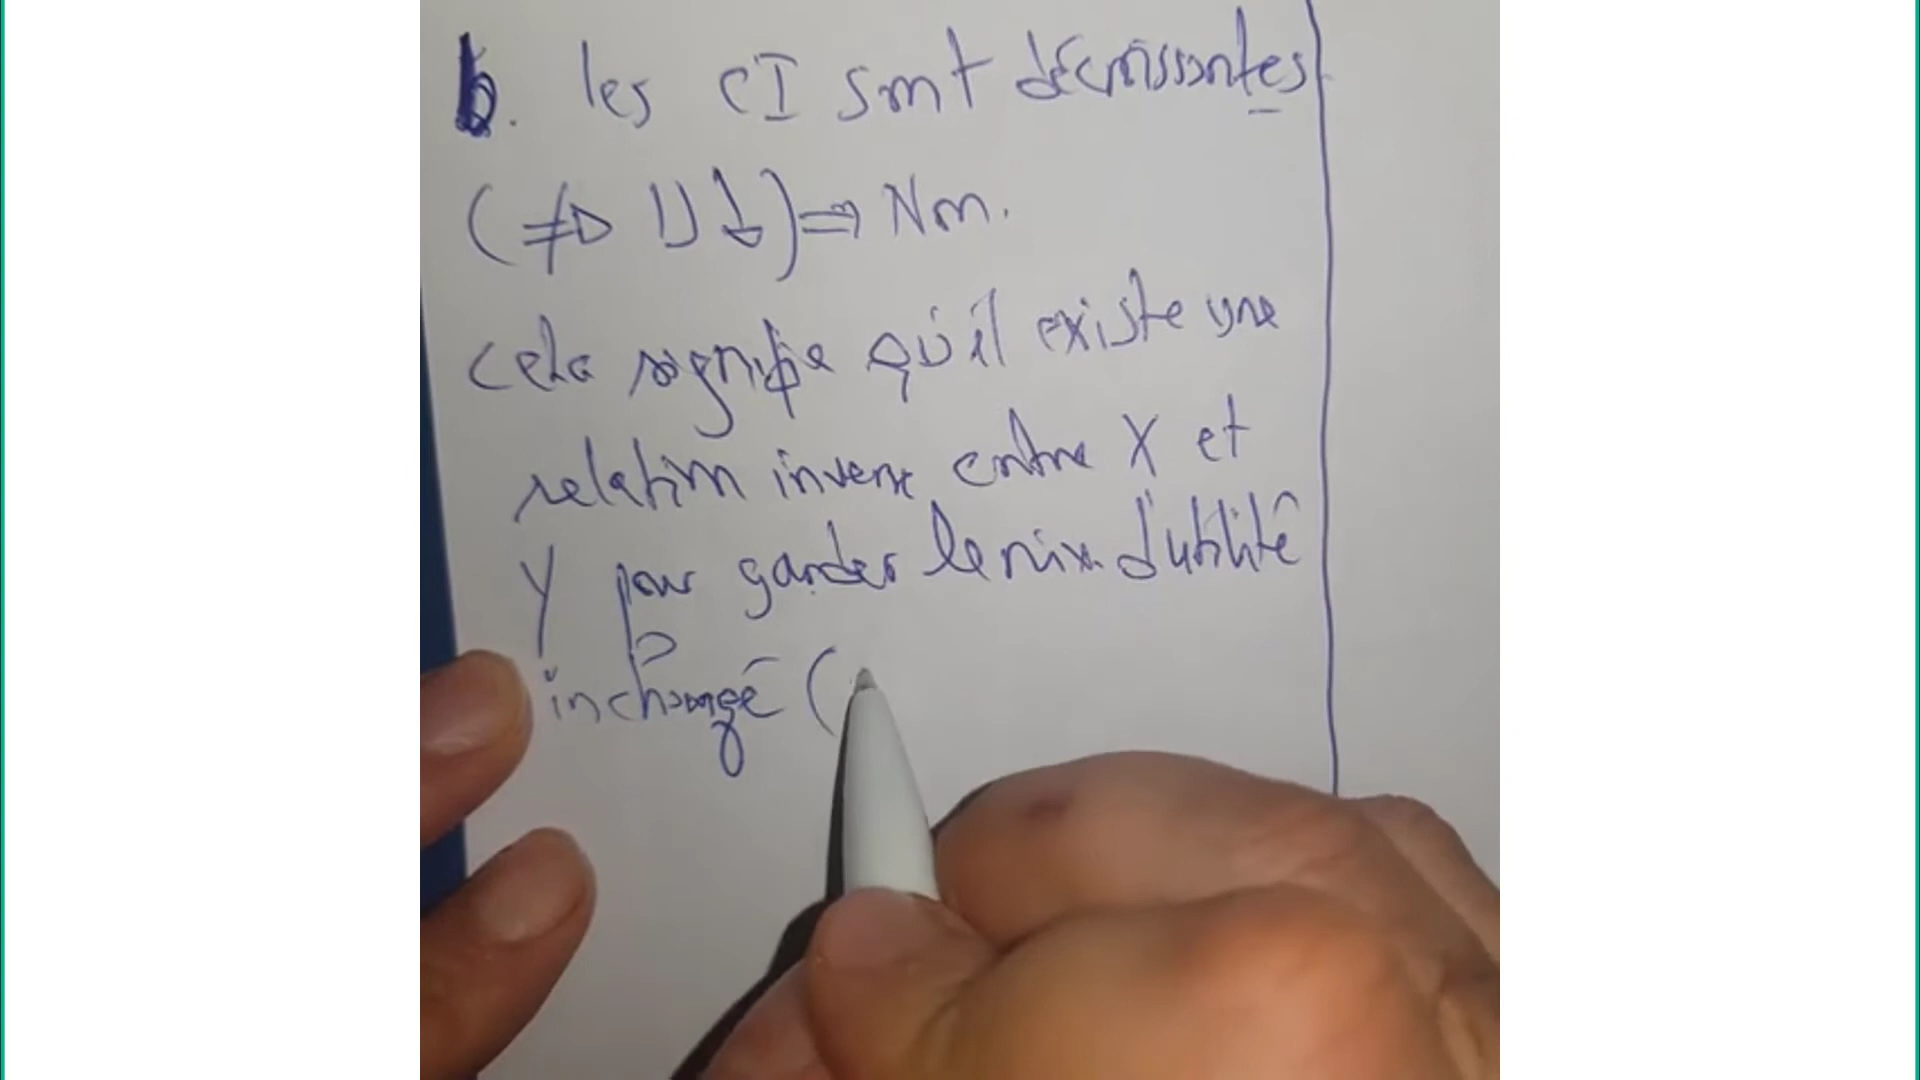 b. les CI sont décroissantes
(≠> U ↓) => Non.
cela signifie qu'il existe une
relation inverse entre X et
Y pour garder le niv. d'utilité
inchangé (